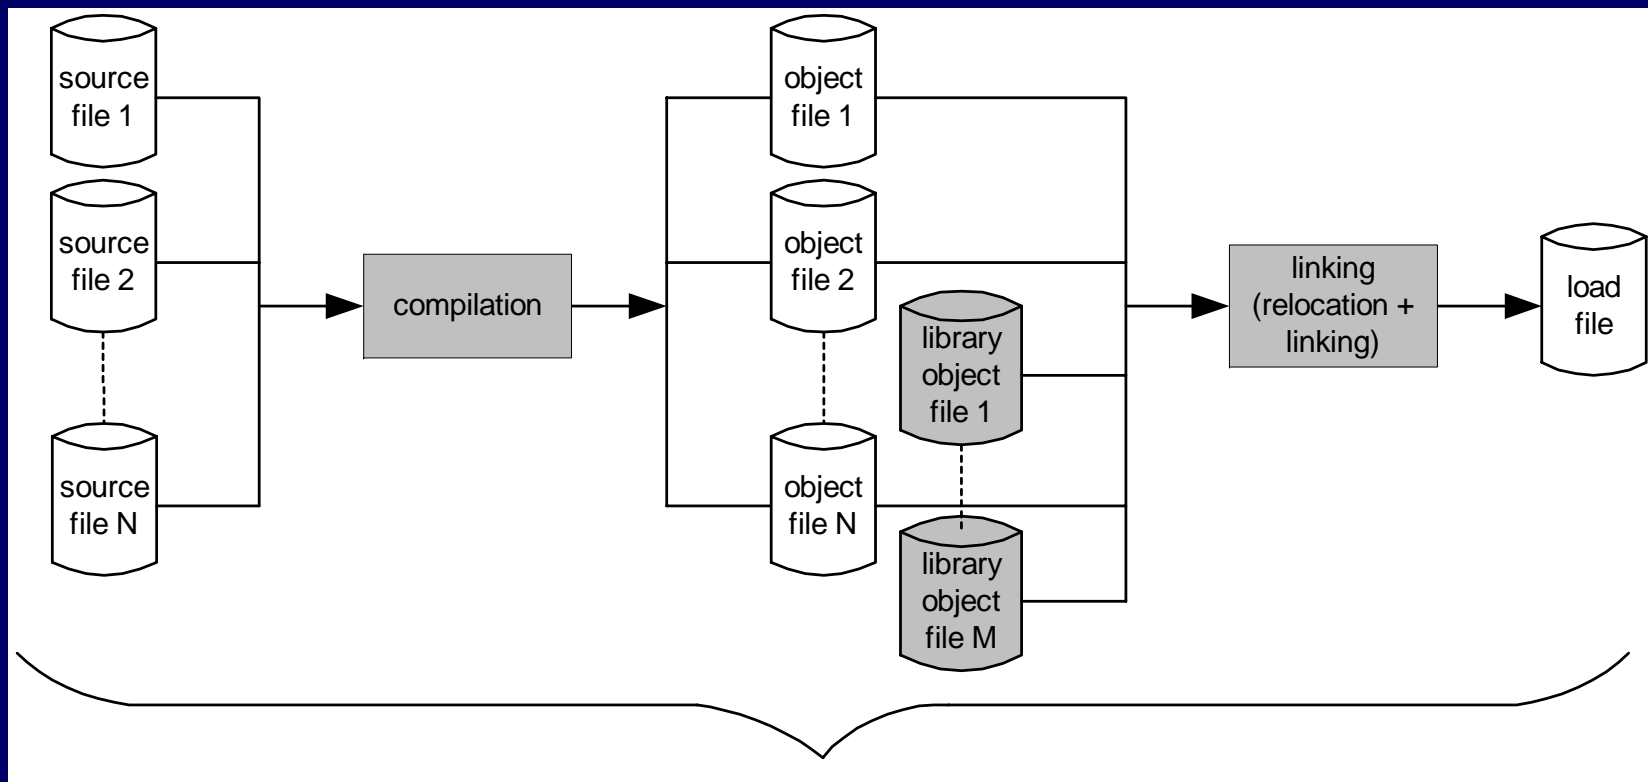 source
file 1
source
file 2
source
file N
compilation
object
file 1
object
file 2
object
file N
library
object
file 1
library
object
file M
linking
(relocation +
linking)
load
file